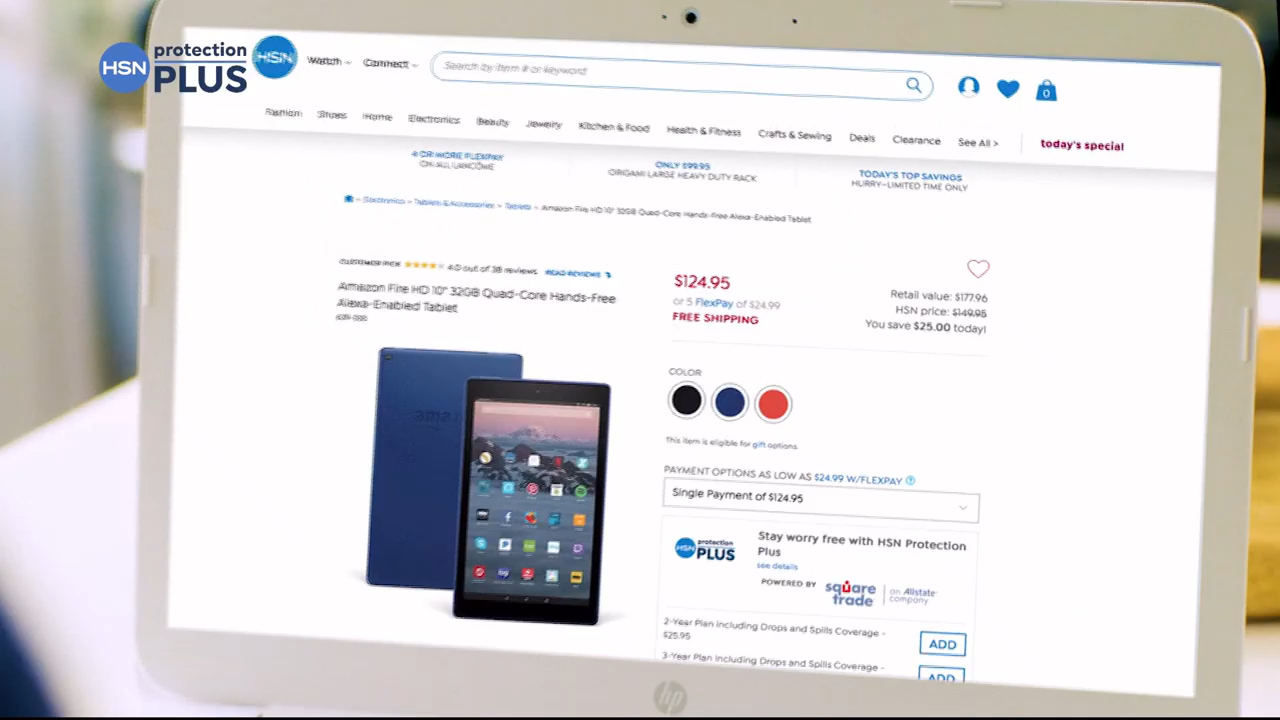 HSN protection
PLUS
HSN
Watch
Connect
Search by item # or keyword
0
Fashion Shoes Home Electronics Beauty Jewelry Kitchen & Food Health & Fitness Crafts & Sewing Deals Clearance See All > today's special
4 OR MORE FLEXPAY
ON ALL LANCOME
ONLY $99.95
ORIGAMI LARGE HEAVY DUTY RACK
TODAY'S TOP SAVINGS
HURRY-LIMITED TIME ONLY
Electronics > Tablets & Accessories > Tablets > Amazon Fire HD 10" 32GB Quad-Core Hands-Free Alexa-Enabled Tablet
CUSTOMER PICK 4.0 out of 38 reviews READ REVIEWS
Amazon Fire HD 10" 32GB Quad-Core Hands-Free
Alexa-Enabled Tablet
$124.95
or 5 FlexPay of $24.99
FREE SHIPPING
Retail value: $177.96
HSN price: $149.95
You save $25.00 today!
COLOR
This item is eligible for gift options.
PAYMENT OPTIONS AS LOW AS $24.99 W/FLEXPAY ?
Single Payment of $124.95
HSN protection
PLUS
Stay worry free with HSN Protection
Plus
see details
POWERED BY square
trade
an Allstate
company
2-Year Plan including Drops and Spills Coverage -
$25.95
ADD
3-Year Plan including Drops and Spills Coverage -
ADD
amazon
hp